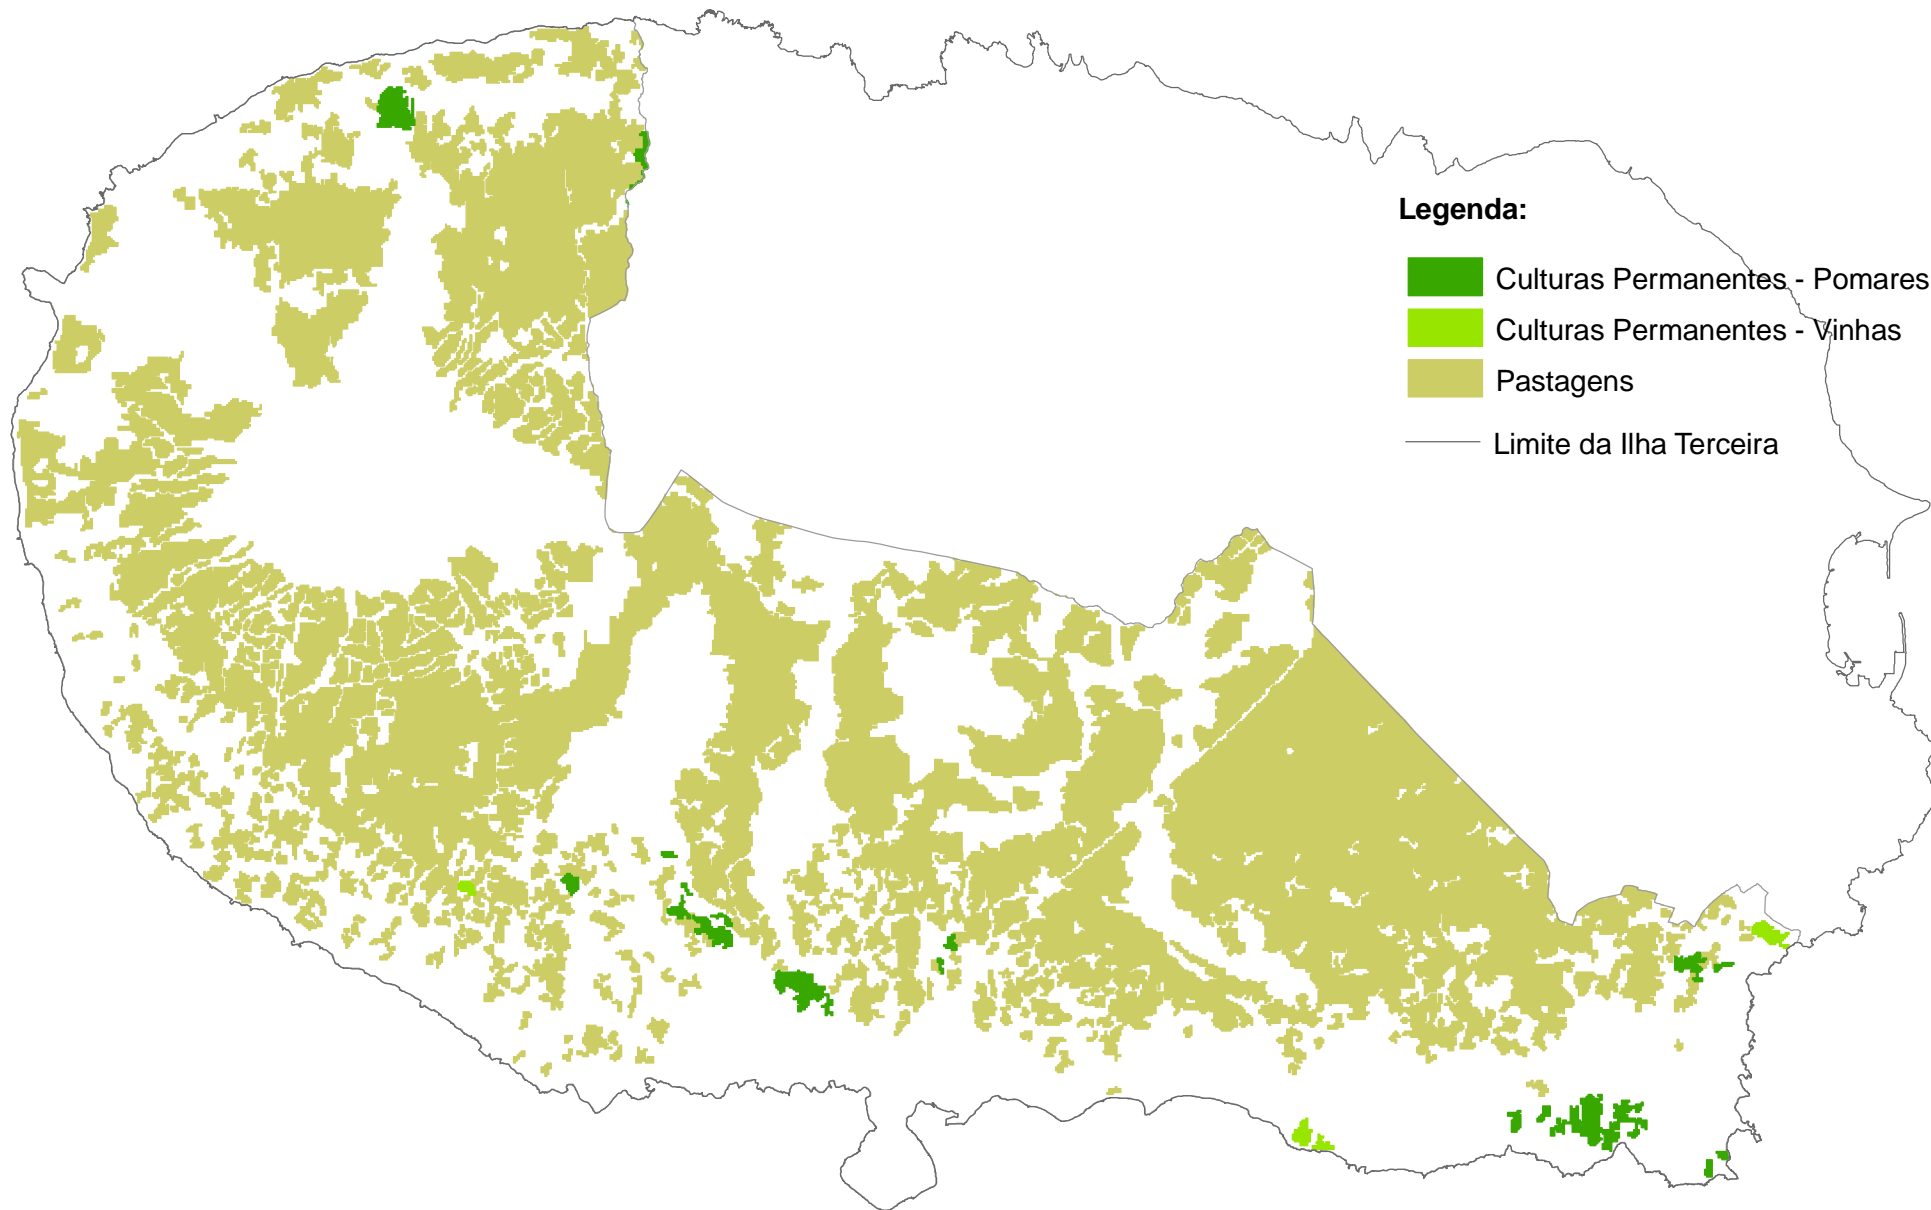 Legenda:
Culturas Permanentes - Pomares
Culturas Permanentes - Vinhas
Pastagens
Limite da Ilha Terceira